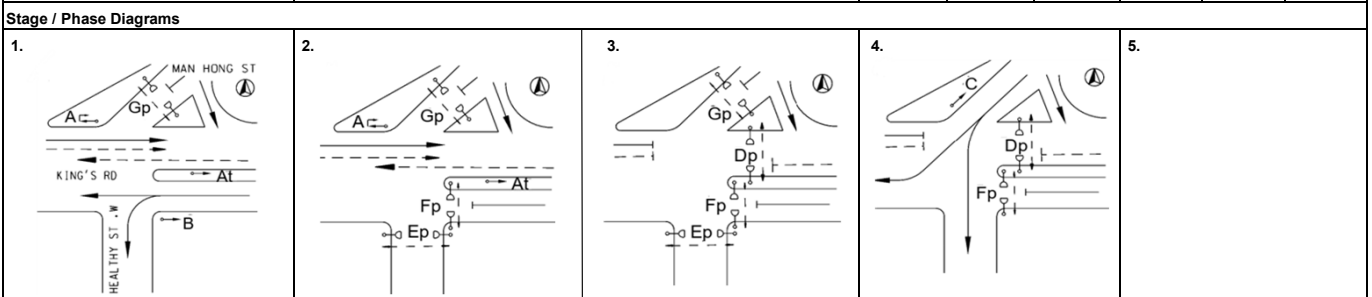 Stage / Phase Diagrams
1.
MAN HONG ST
Gp
A
KING'S RD
At
B
HEALTHY ST .W
2.
Gp
A
At
Fp
Ep
3.
Gp
Dp
Fp
Ep
4.
C
Dp
Fp
5.